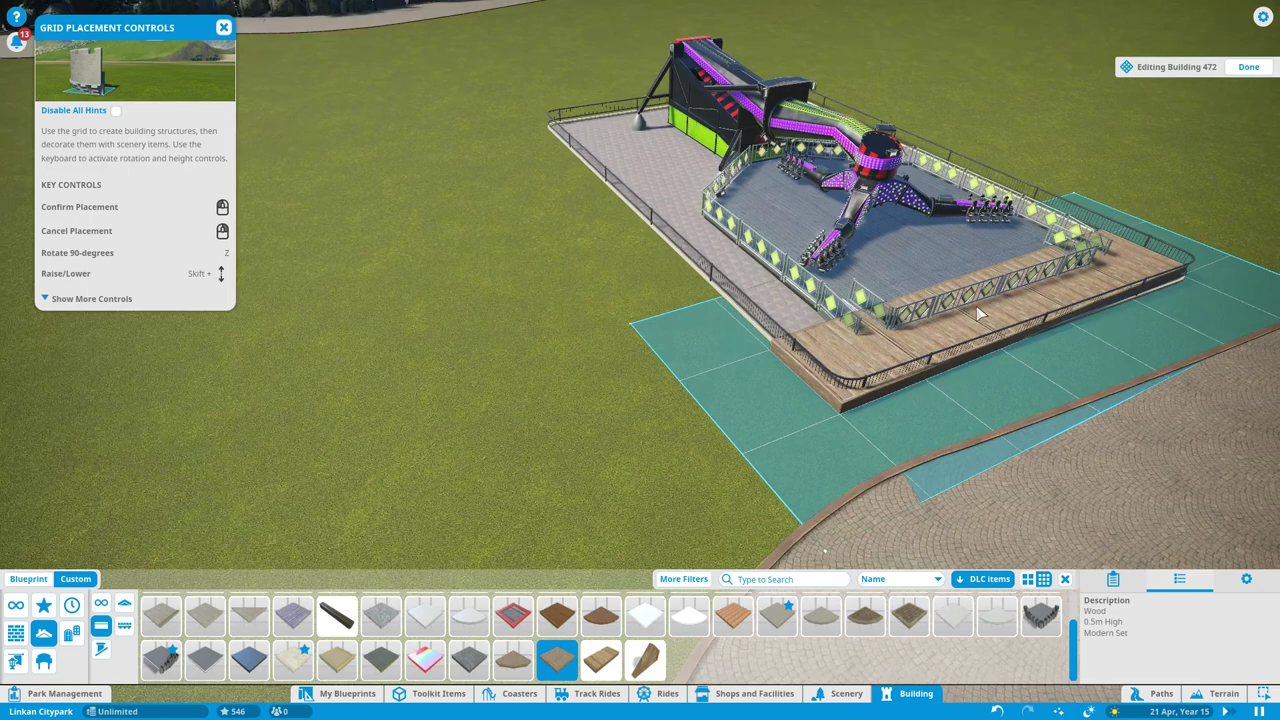 ?
GRID PLACEMENT CONTROLS
13
Disable All Hints
Use the grid to create building structures, then
decorate them with scenery items. Use the
keyboard to activate rotation and height controls.
KEY CONTROLS
Confirm Placement
Cancel Placement
Rotate 90-degrees Z
Raise/Lower Skift +
Show More Controls
Editing Building 472 Done
Blueprint Custom More Filters Type to Search Name DLC items
Description
Wood
0.5m High
Modern Set
Park Management My Blueprints Toolkit Items Coasters Track Rides Rides Shops and Facilities Scenery Building Paths Terrain
Linkan Citypark Unlimited 546 0 21 Apr, Year 15